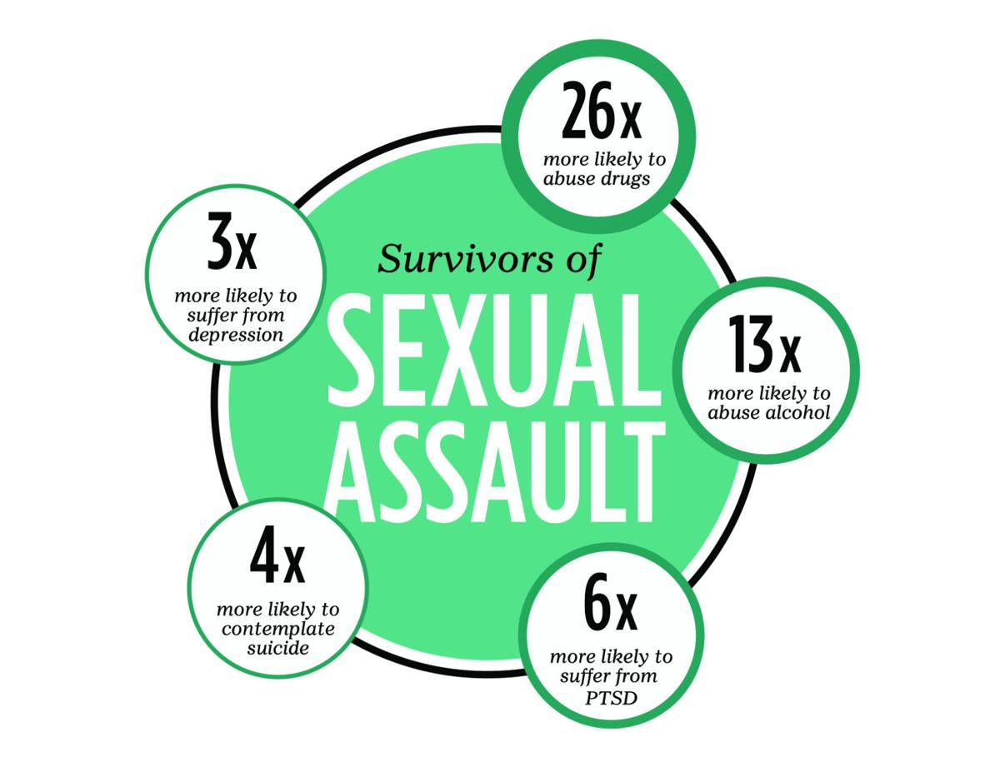 Survivors of
SEXUAL
ASSAULT
26x
more likely to
abuse drugs
13x
more likely to
abuse alcohol
6x
more likely to
suffer from
PTSD
4x
more likely to
contemplate
suicide
3x
more likely to
suffer from
depression